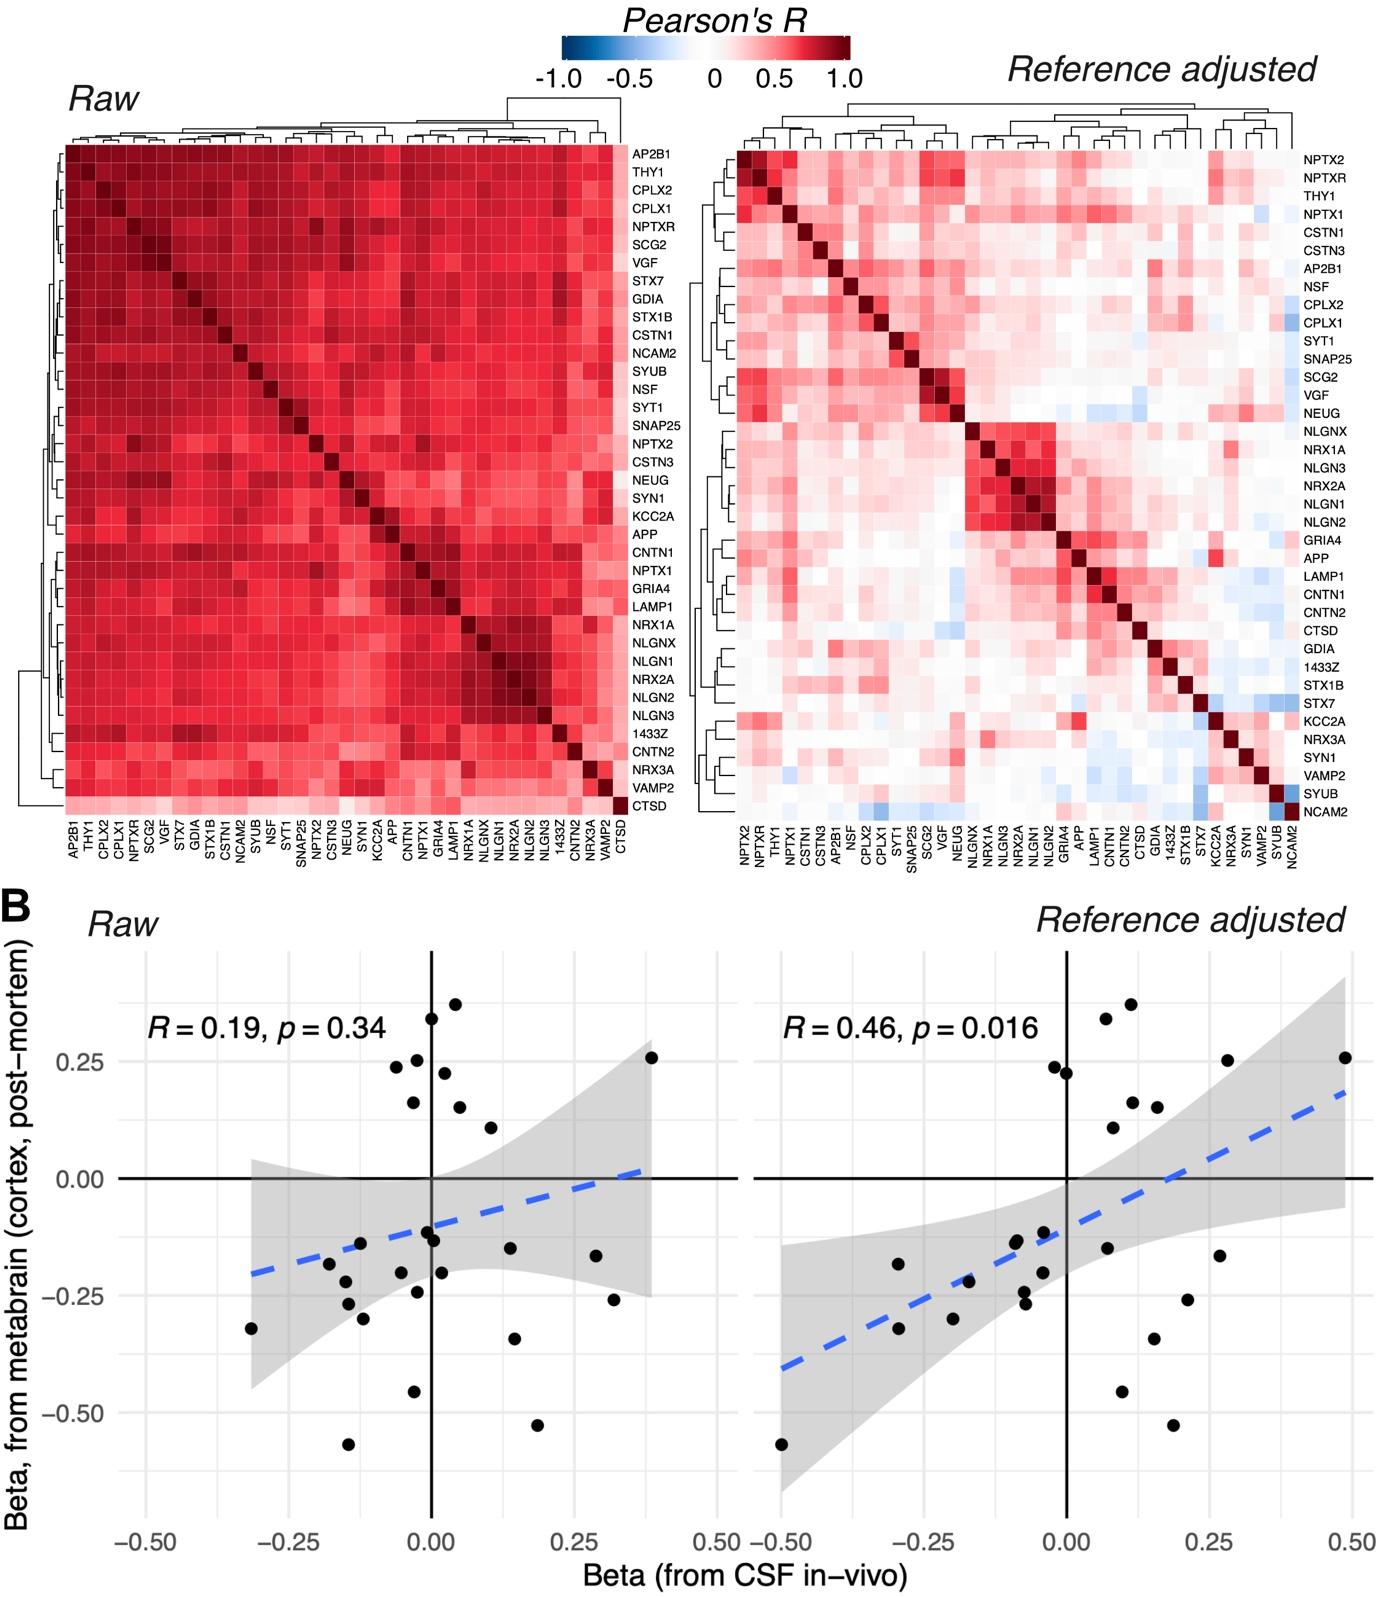 Pearson's R
-1.0 -0.5 0 0.5 1.0
Raw
Reference adjusted
AP2B1
THY1
CPLX2
CPLX1
NPTXR
SCG2
VGF
STX7
GDIA
STX1B
CSTN1
NCAM2
SYUB
NSF
SYT1
SNAP25
NPTX2
CSTN3
NEUG
SYN1
KCC2A
APP
CNTN1
NPTX1
GRIA4
LAMP1
NRX1A
NLGNX
NLGN1
NRX2A
NLGN2
NLGN3
1433Z
CNTN2
NRX3A
VAMP2
CTSD
AP2B1 THY1 CPLX2 CPLX1 NPTXR SCG2 VGF STX7 GDIA STX1B CSTN1 NCAM2 SYUB NSF SYT1 SNAP25 NPTX2 CSTN3 NEUG SYN1 KCC2A APP CNTN1 NPTX1 GRIA4 LAMP1 NRX1A NLGNX NLGN1 NRX2A NLGN2 NLGN3 1433Z CNTN2 NRX3A VAMP2 CTSD
NPTX2
NPTXR
THY1
NPTX1
CSTN1
CSTN3
AP2B1
NSF
CPLX2
CPLX1
SYT1
SNAP25
SCG2
VGF
NEUG
NLGNX
NRX1A
NLGN3
NRX2A
NLGN1
NLGN2
GRIA4
APP
LAMP1
CNTN1
CNTN2
CTSD
GDIA
1433Z
STX1B
STX7
KCC2A
NRX3A
SYN1
VAMP2
SYUB
NCAM2
NPTX2 NPTXR THY1 NPTX1 CSTN1 CSTN3 AP2B1 NSF CPLX2 CPLX1 SYT1 SNAP25 SCG2 VGF NEUG NLGNX NRX1A NLGN3 NRX2A NLGN1 NLGN2 GRIA4 APP LAMP1 CNTN1 CNTN2 CTSD GDIA 1433Z STX1B STX7 KCC2A NRX3A SYN1 VAMP2 SYUB NCAM2
B
Raw
Reference adjusted
Beta, from metabrain (cortex, post−mortem)
R = 0.19, p = 0.34
R = 0.46, p = 0.016
0.25
0.00
−0.25
−0.50
−0.50 −0.25 0.00 0.25 0.50
−0.50 −0.25 0.00 0.25 0.50
Beta (from CSF in−vivo)